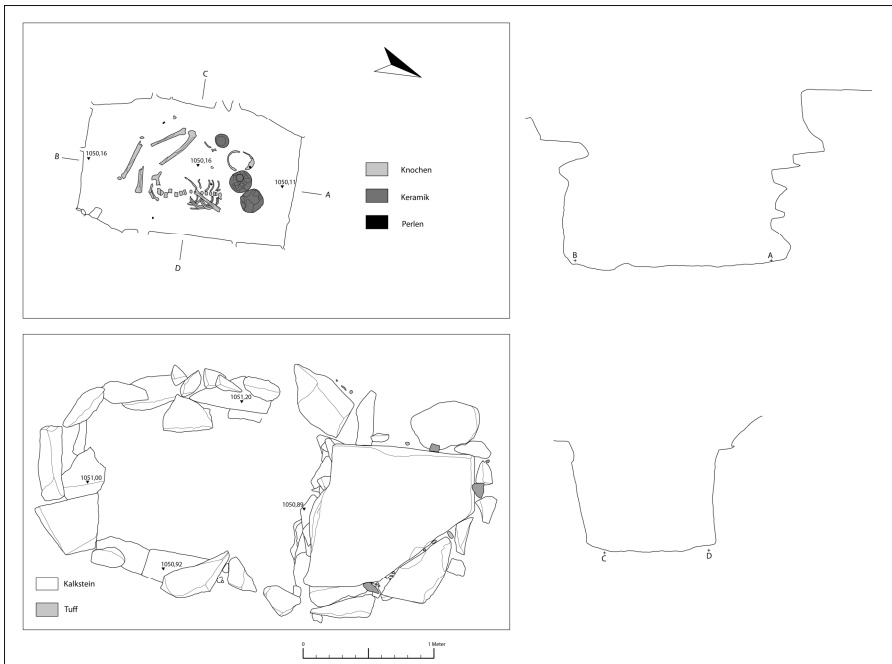 C
B
1050,16
1050,16
1050,11
A
D
Knochen
Keramik
Perlen
B
A
1051,20
1051,00
1050,89
1050,92
Kalkstein
Tuff
C
D
0
1 Meter